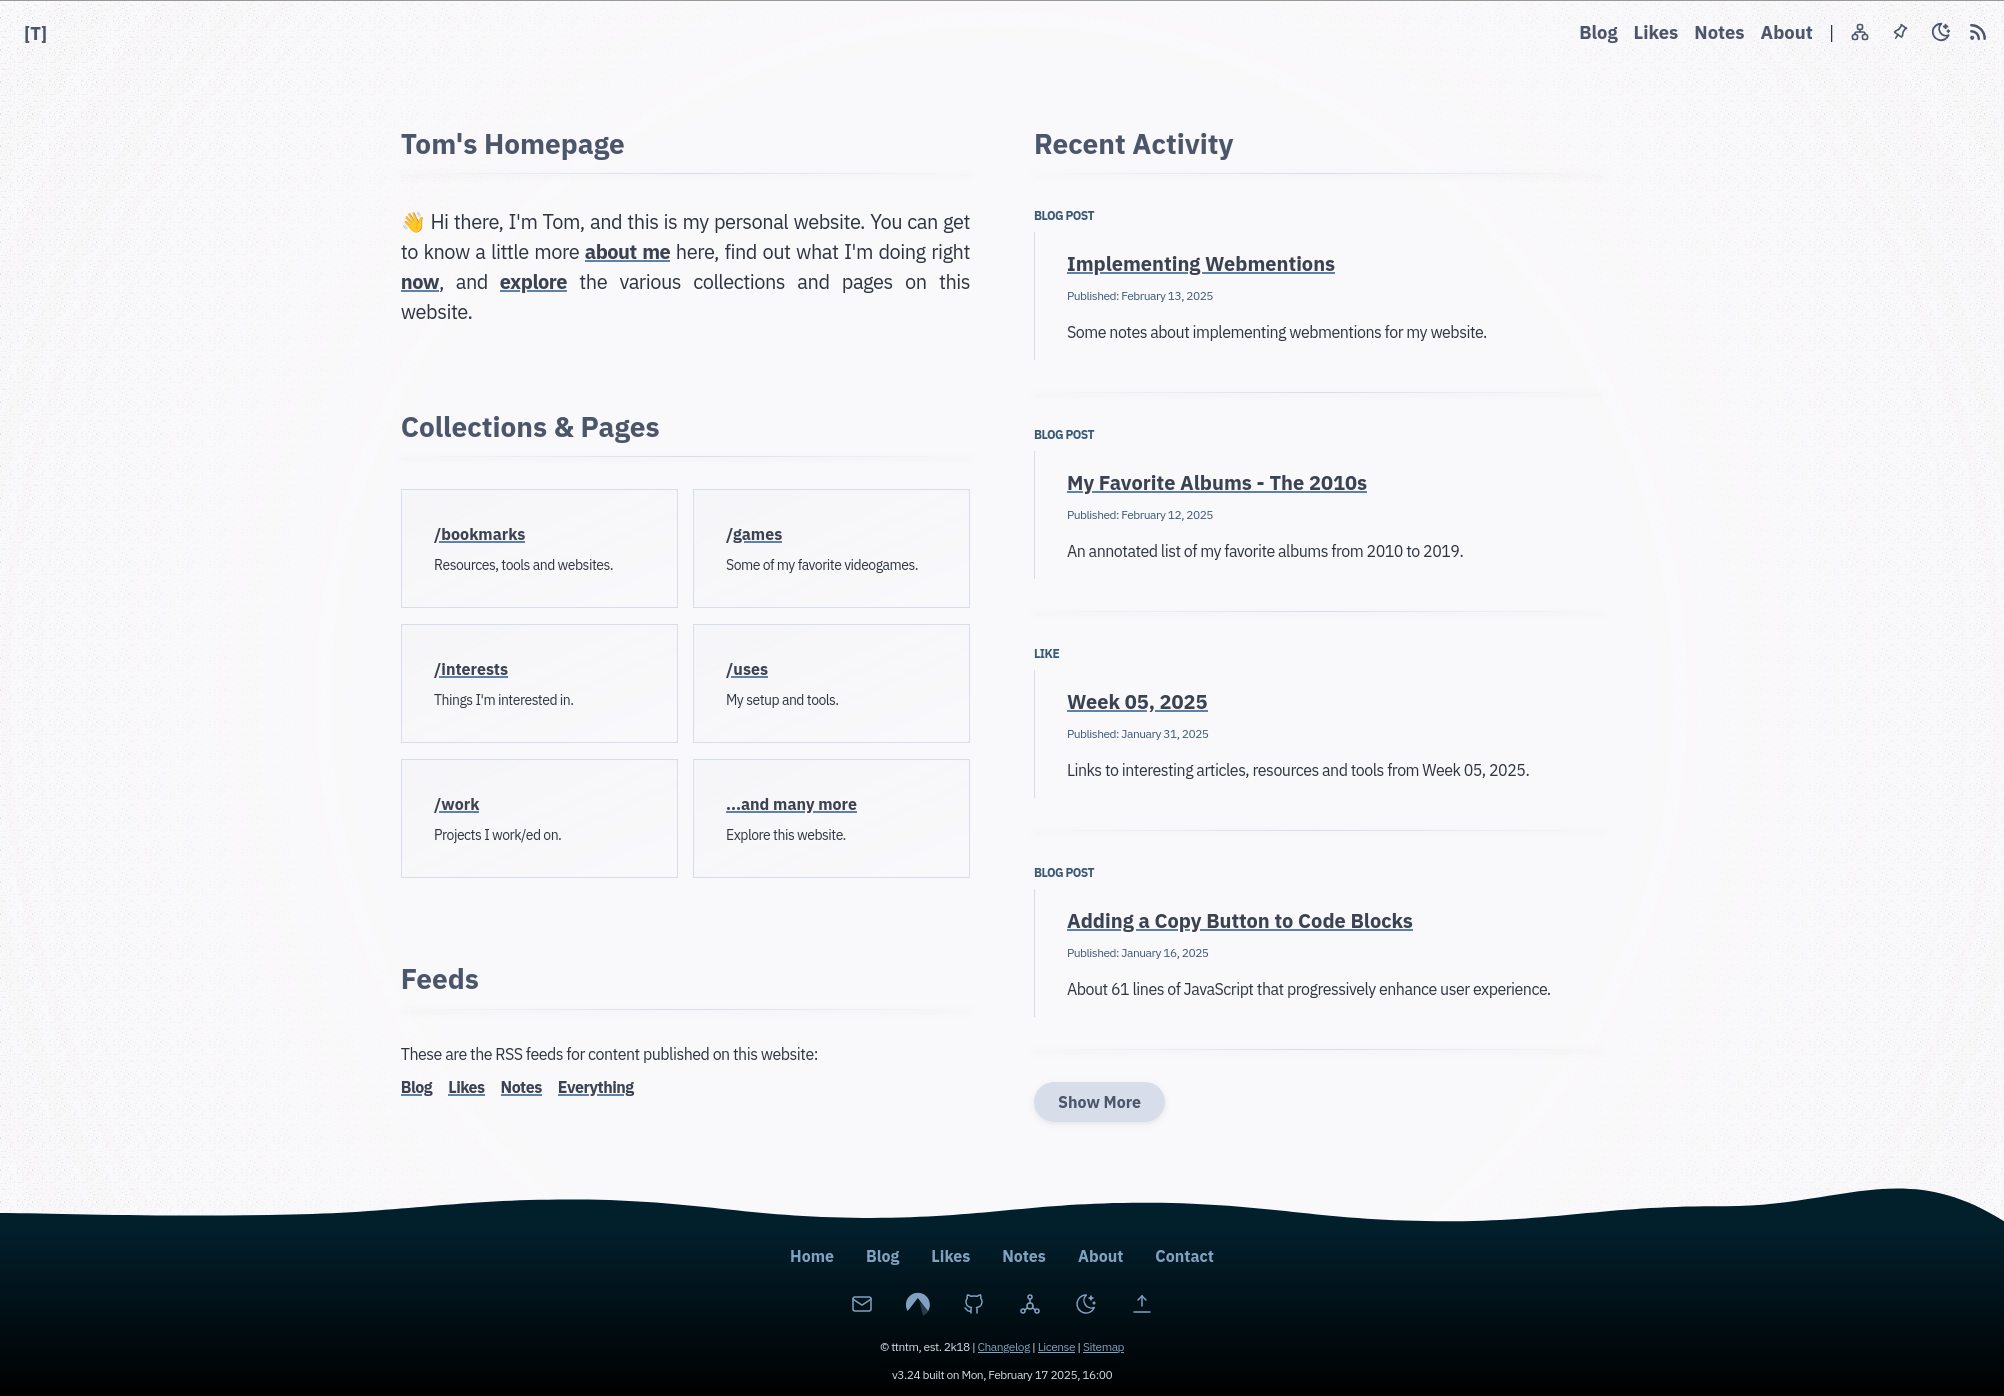 [T]
Blog Likes Notes About |
Tom's Homepage
👋 Hi there, I'm Tom, and this is my personal website. You can get
to know a little more about me here, find out what I'm doing right
now, and explore the various collections and pages on this
website.
Collections & Pages
/bookmarks
Resources, tools and websites.
/games
Some of my favorite videogames.
/interests
Things I'm interested in.
/uses
My setup and tools.
/work
Projects I work/ed on.
...and many more
Explore this website.
Feeds
These are the RSS feeds for content published on this website:
Blog Likes Notes Everything
Recent Activity
BLOG POST
Implementing Webmentions
Published: February 13, 2025
Some notes about implementing webmentions for my website.
BLOG POST
My Favorite Albums - The 2010s
Published: February 12, 2025
An annotated list of my favorite albums from 2010 to 2019.
LIKE
Week 05, 2025
Published: January 31, 2025
Links to interesting articles, resources and tools from Week 05, 2025.
BLOG POST
Adding a Copy Button to Code Blocks
Published: January 16, 2025
About 61 lines of JavaScript that progressively enhance user experience.
Show More
Home Blog Likes Notes About Contact
© ttntm, est. 2k18 | Changelog | License | Sitemap
v3.24 built on Mon, February 17 2025, 16:00